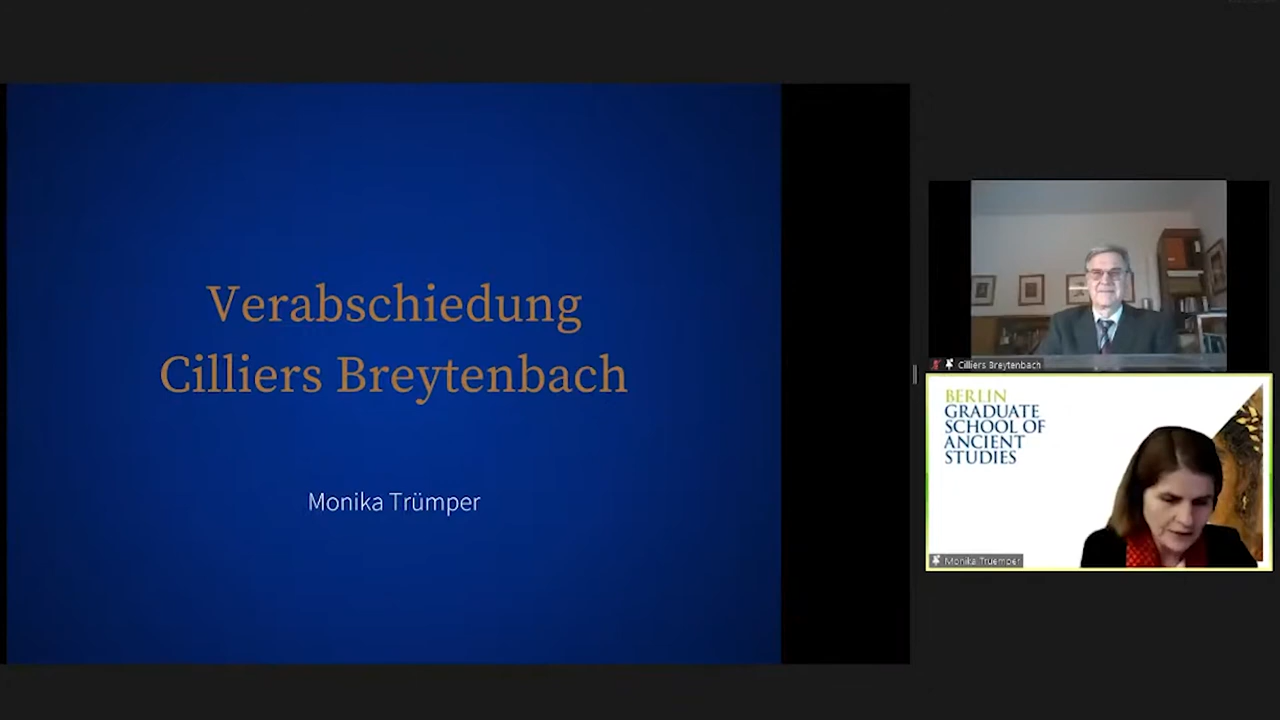 Verabschiedung
Cilliers Breytenbach
Monika Trümper
Cilliers Breytenbach
BERLIN
GRADUATE
SCHOOL OF
ANCIENT
STUDIES
Monika Truemper